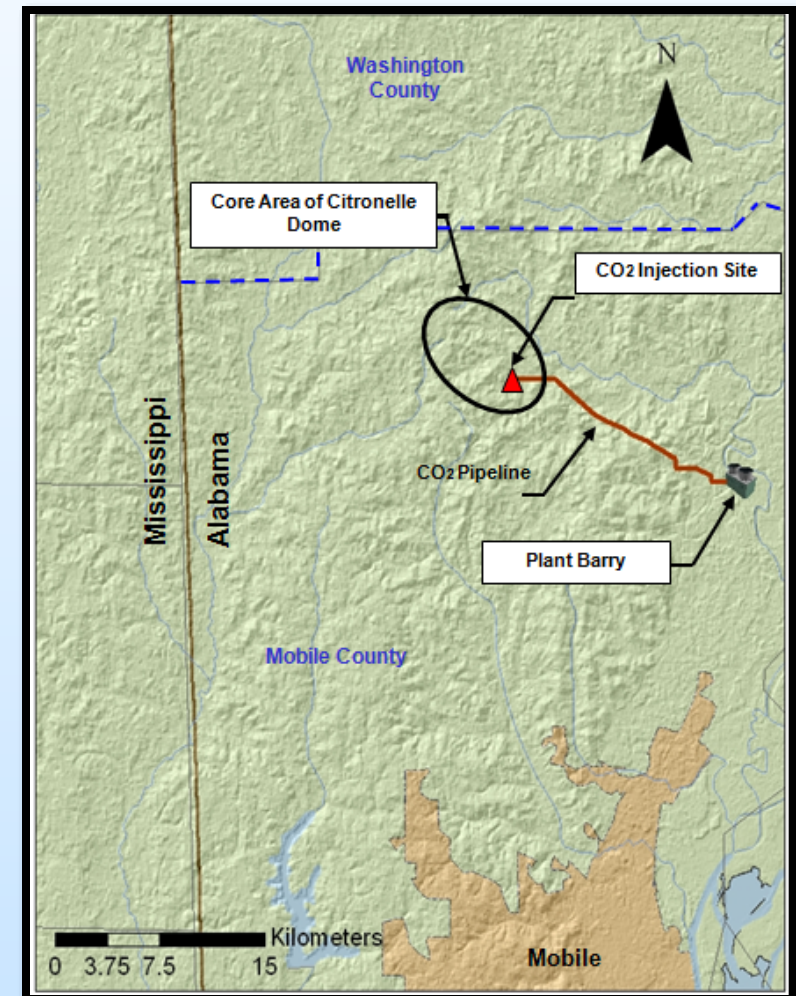 Washington
County
N
Core Area of Citronelle
Dome
CO2 Injection Site
Mississippi
Alabama
CO2 Pipeline
Plant Barry
Mobile County
Kilometers
0 3.75 7.5 15
Mobile